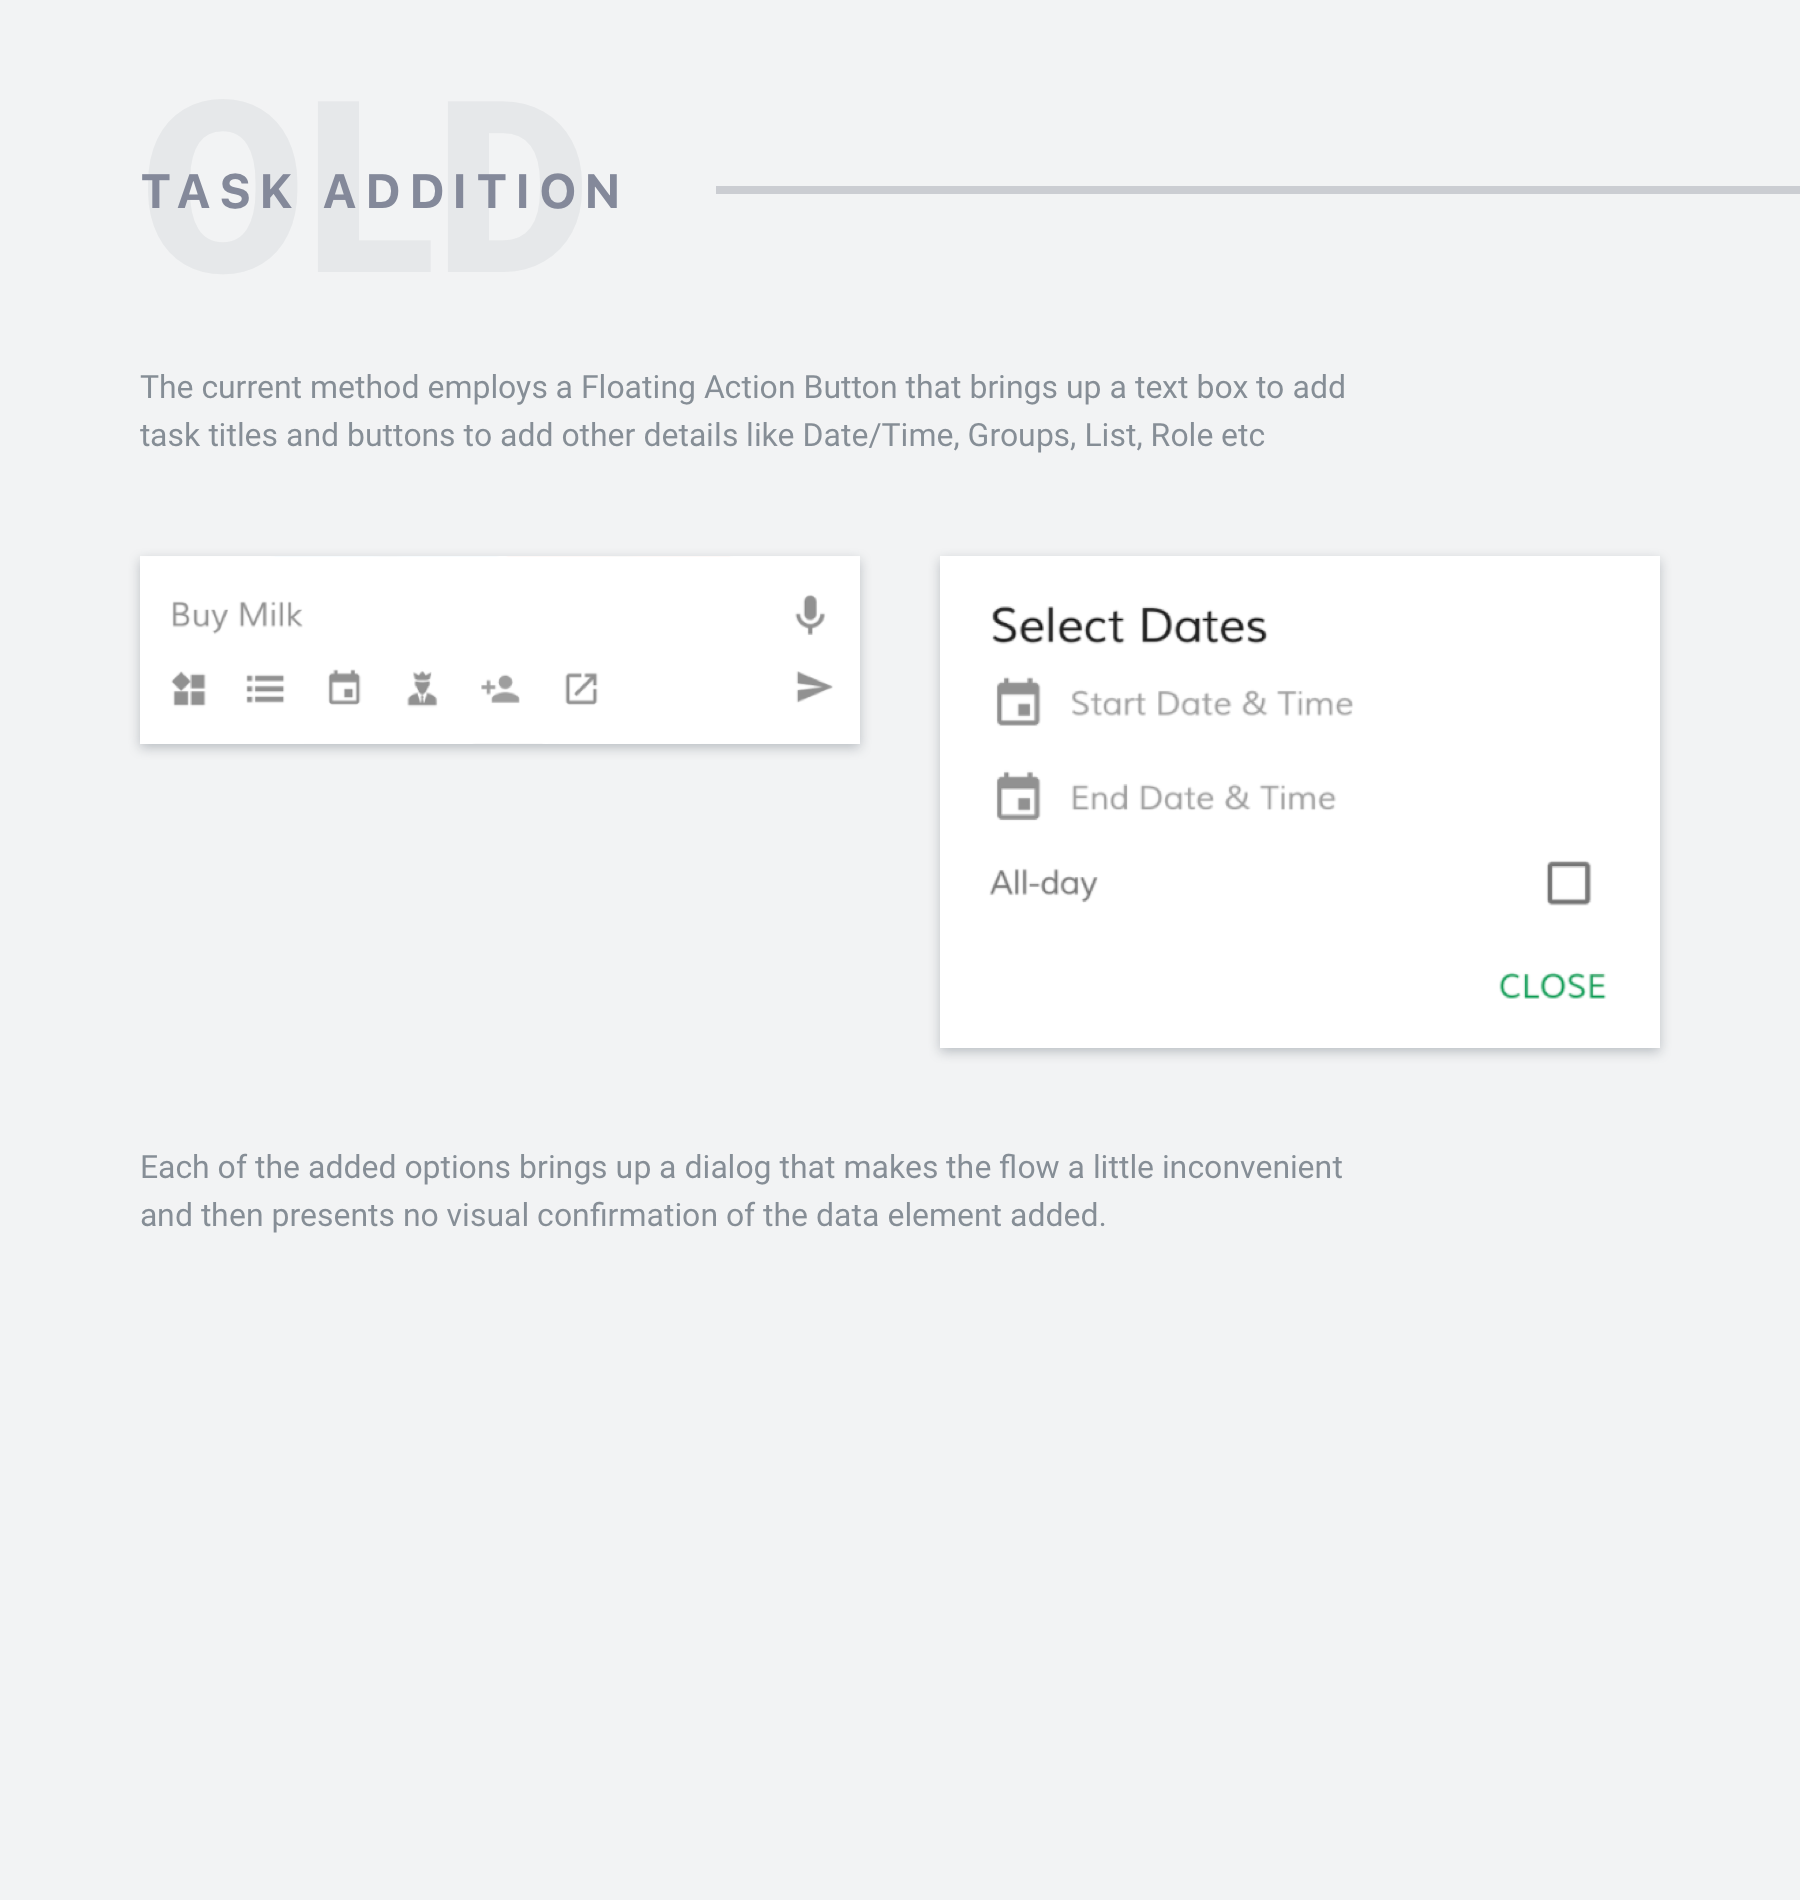 OLD
TASK ADDITION
The current method employs a Floating Action Button that brings up a text box to add
task titles and buttons to add other details like Date/Time, Groups, List, Role etc
Buy Milk
Select Dates
Start Date & Time
End Date & Time
All-day
CLOSE
Each of the added options brings up a dialog that makes the flow a little inconvenient
and then presents no visual confirmation of the data element added.